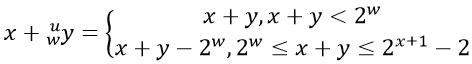 x + ᵤ_w y = { x + y, x + y < 2^w
x + y − 2^w, 2^w ≤ x + y ≤ 2^{x+1} − 2